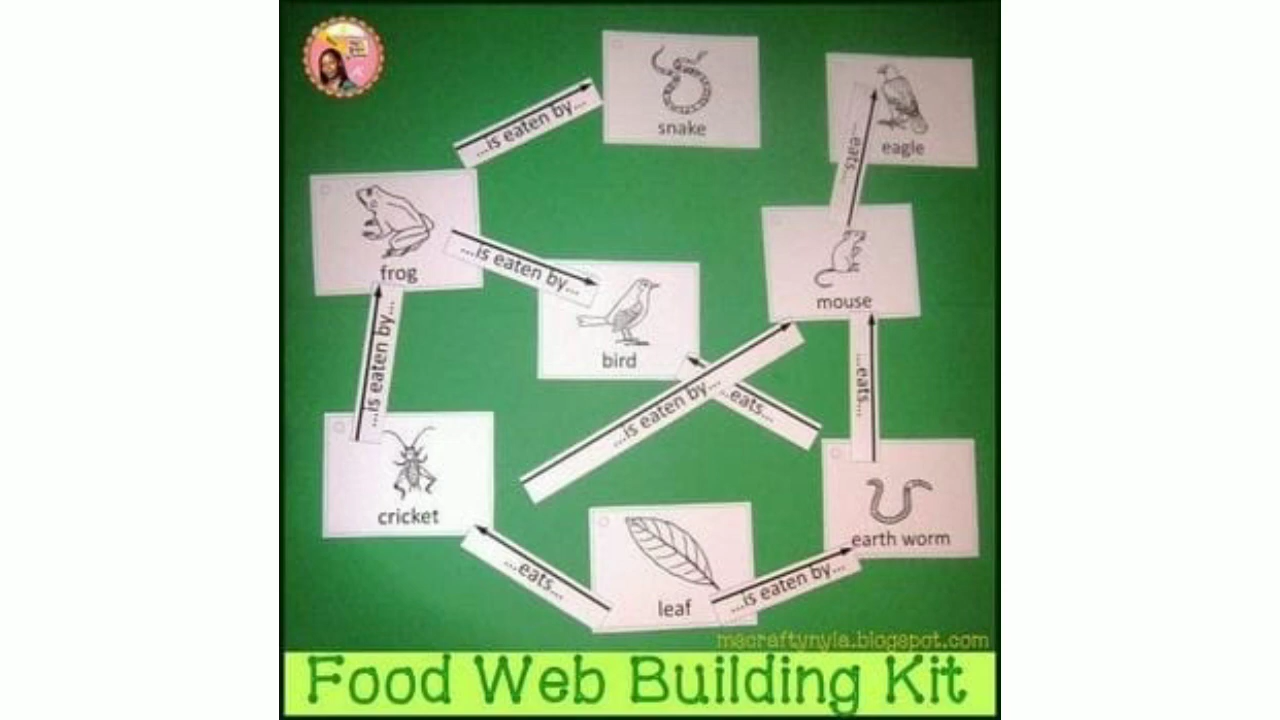 snake
eagle
...is eaten by...
...eats...
frog
...is eaten by...
mouse
bird
...is eaten by...
...is eaten by...
...eats...
...eats...
cricket
earth worm
...eats...
leaf
...is eaten by...
mscraftynyla.blogspot.com
Food Web Building Kit